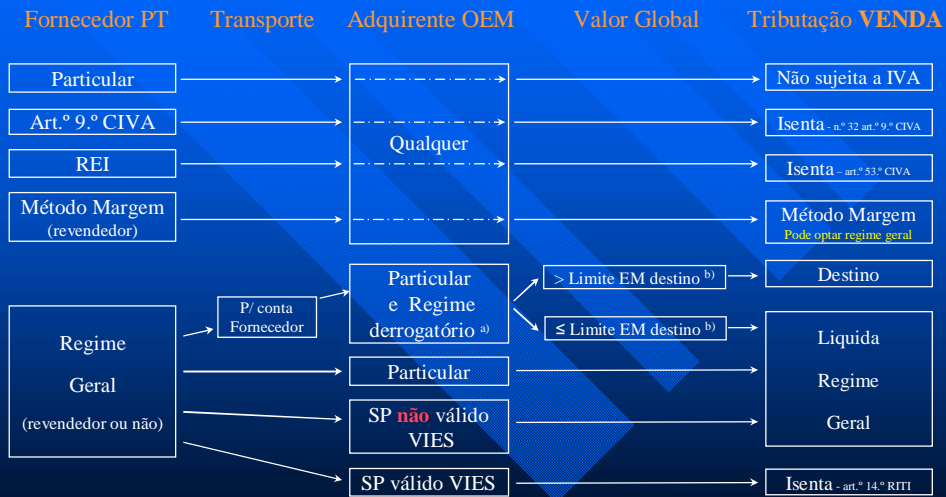 Fornecedor PT Transporte Adquirente OEM Valor Global Tributação VENDA
Particular
Não sujeita a IVA
Art.º 9.º CIVA
Qualquer
Isenta - n.º 32 art.º 9.º CIVA
REI
Isenta – art.º 53.º CIVA
Método Margem
(revendedor)
Método Margem
Pode optar regime geral
Regime
Geral
(revendedor ou não)
P/ conta
Fornecedor
Particular
e Regime
derrogatório a)
> Limite EM destino b)
Destino
≤ Limite EM destino b)
Liquida
Regime
Geral
Particular
SP não válido
VIES
SP válido VIES
Isenta - art.º 14.º RITI